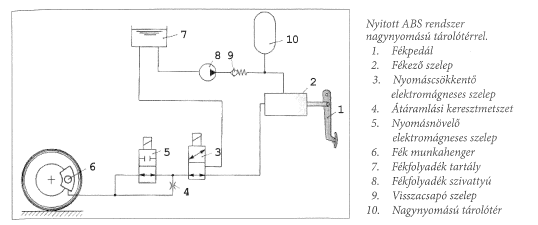 7
8
9
10
2
1
5
3
6
4
Nyitott ABS rendszer
nagynyomású tárolótérrel.
1. Fékpedál
2. Fékező szelep
3. Nyomáscsökkentő
elektromágneses szelep
4. Átáramlási keresztmetszet
5. Nyomásnövelő
elektromágneses szelep
6. Fék munkahenger
7. Fékfolyadék tartály
8. Fékfolyadék szivattyú
9. Visszacsapó szelep
10. Nagynyomású tárolótér